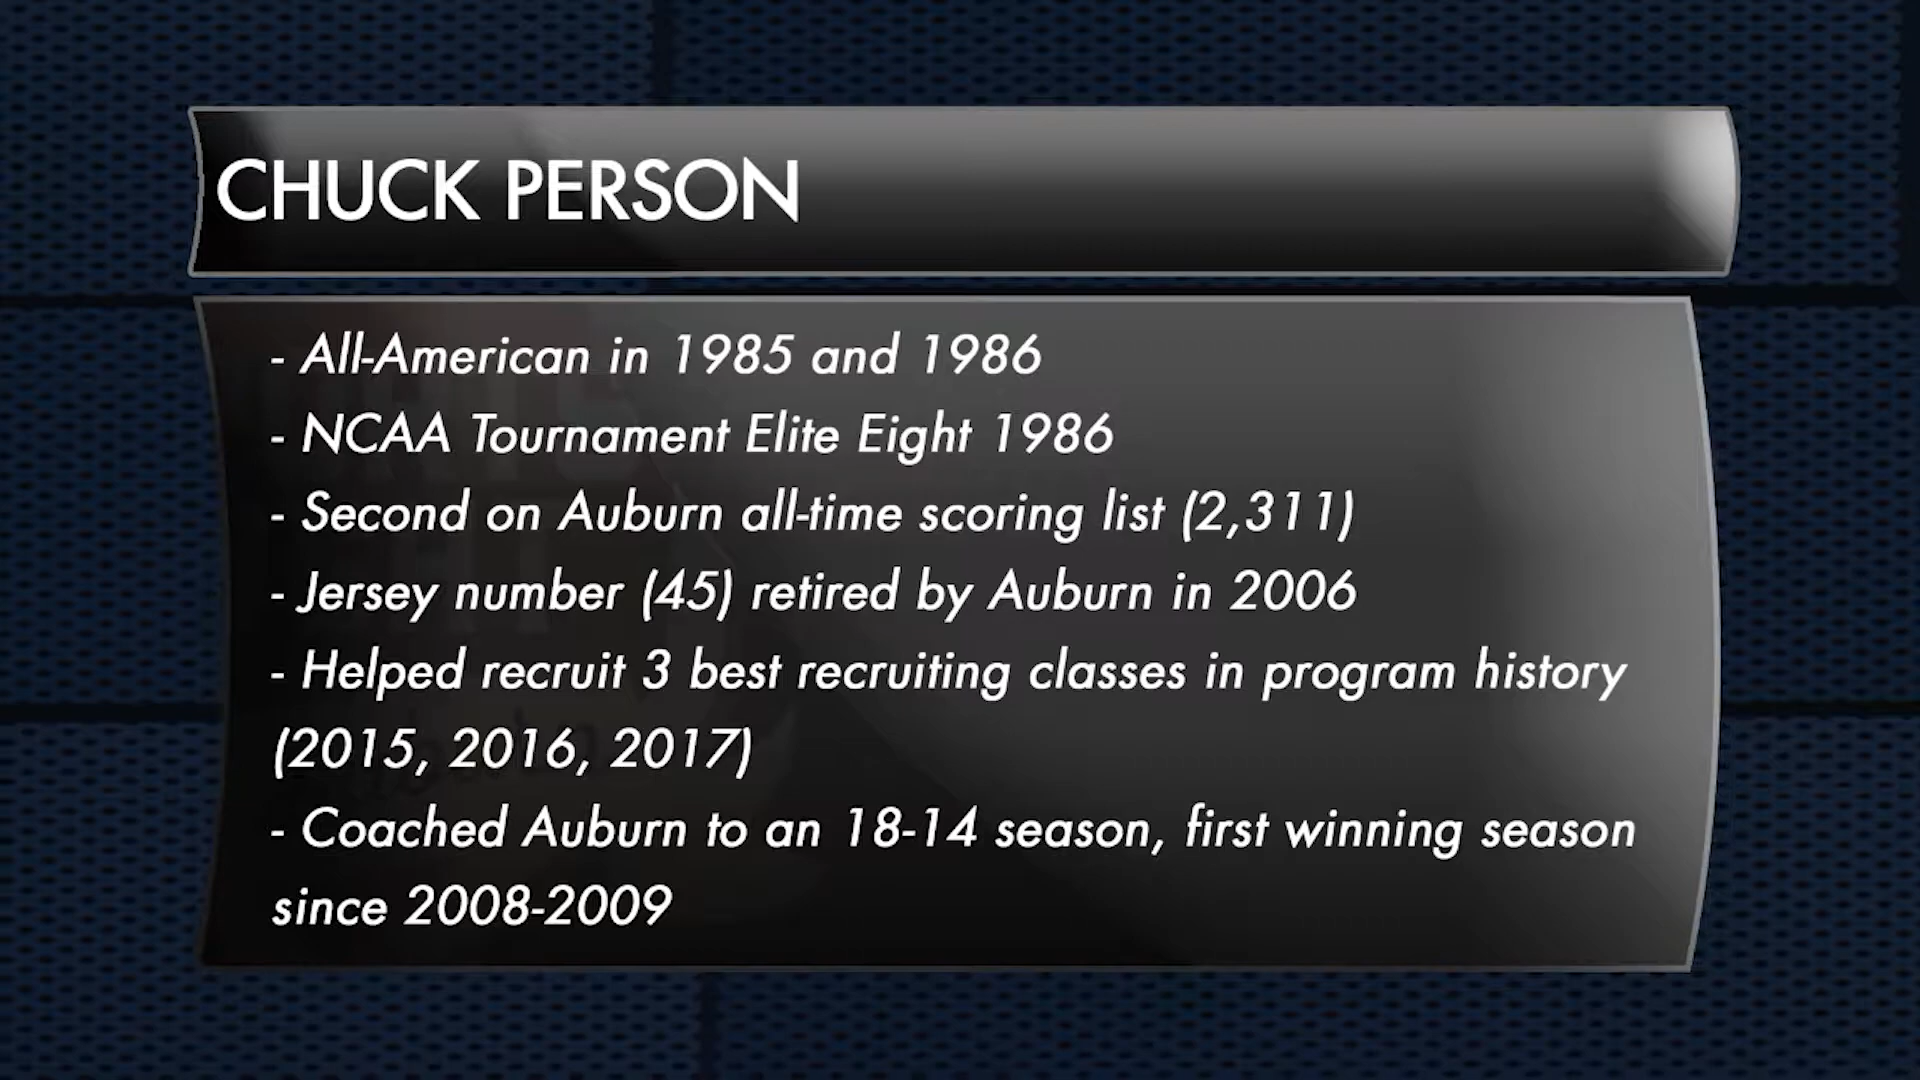 CHUCK PERSON
- All-American in 1985 and 1986
- NCAA Tournament Elite Eight 1986
- Second on Auburn all-time scoring list (2,311)
- Jersey number (45) retired by Auburn in 2006
- Helped recruit 3 best recruiting classes in program history
(2015, 2016, 2017)
- Coached Auburn to an 18-14 season, first winning season
since 2008-2009